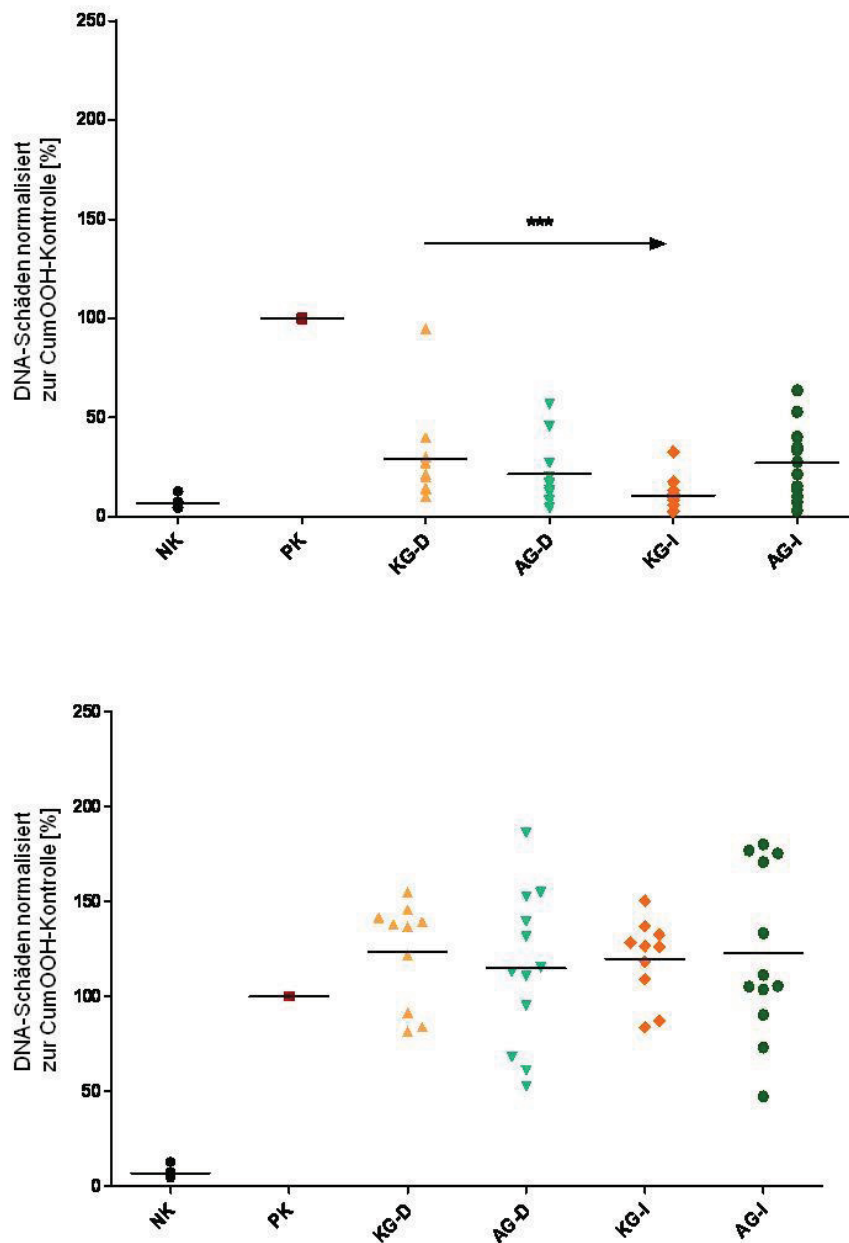 DNA-Schäden normalisiert
zur CumOOH-Kontrolle [%]
250
200
150
100
50
0
***
NK
PK
KG-D
AG-D
KG-I
AG-I
DNA-Schäden normalisiert
zur CumOOH-Kontrolle [%]
250
200
150
100
50
0
NK
PK
KG-D
AG-D
KG-I
AG-I